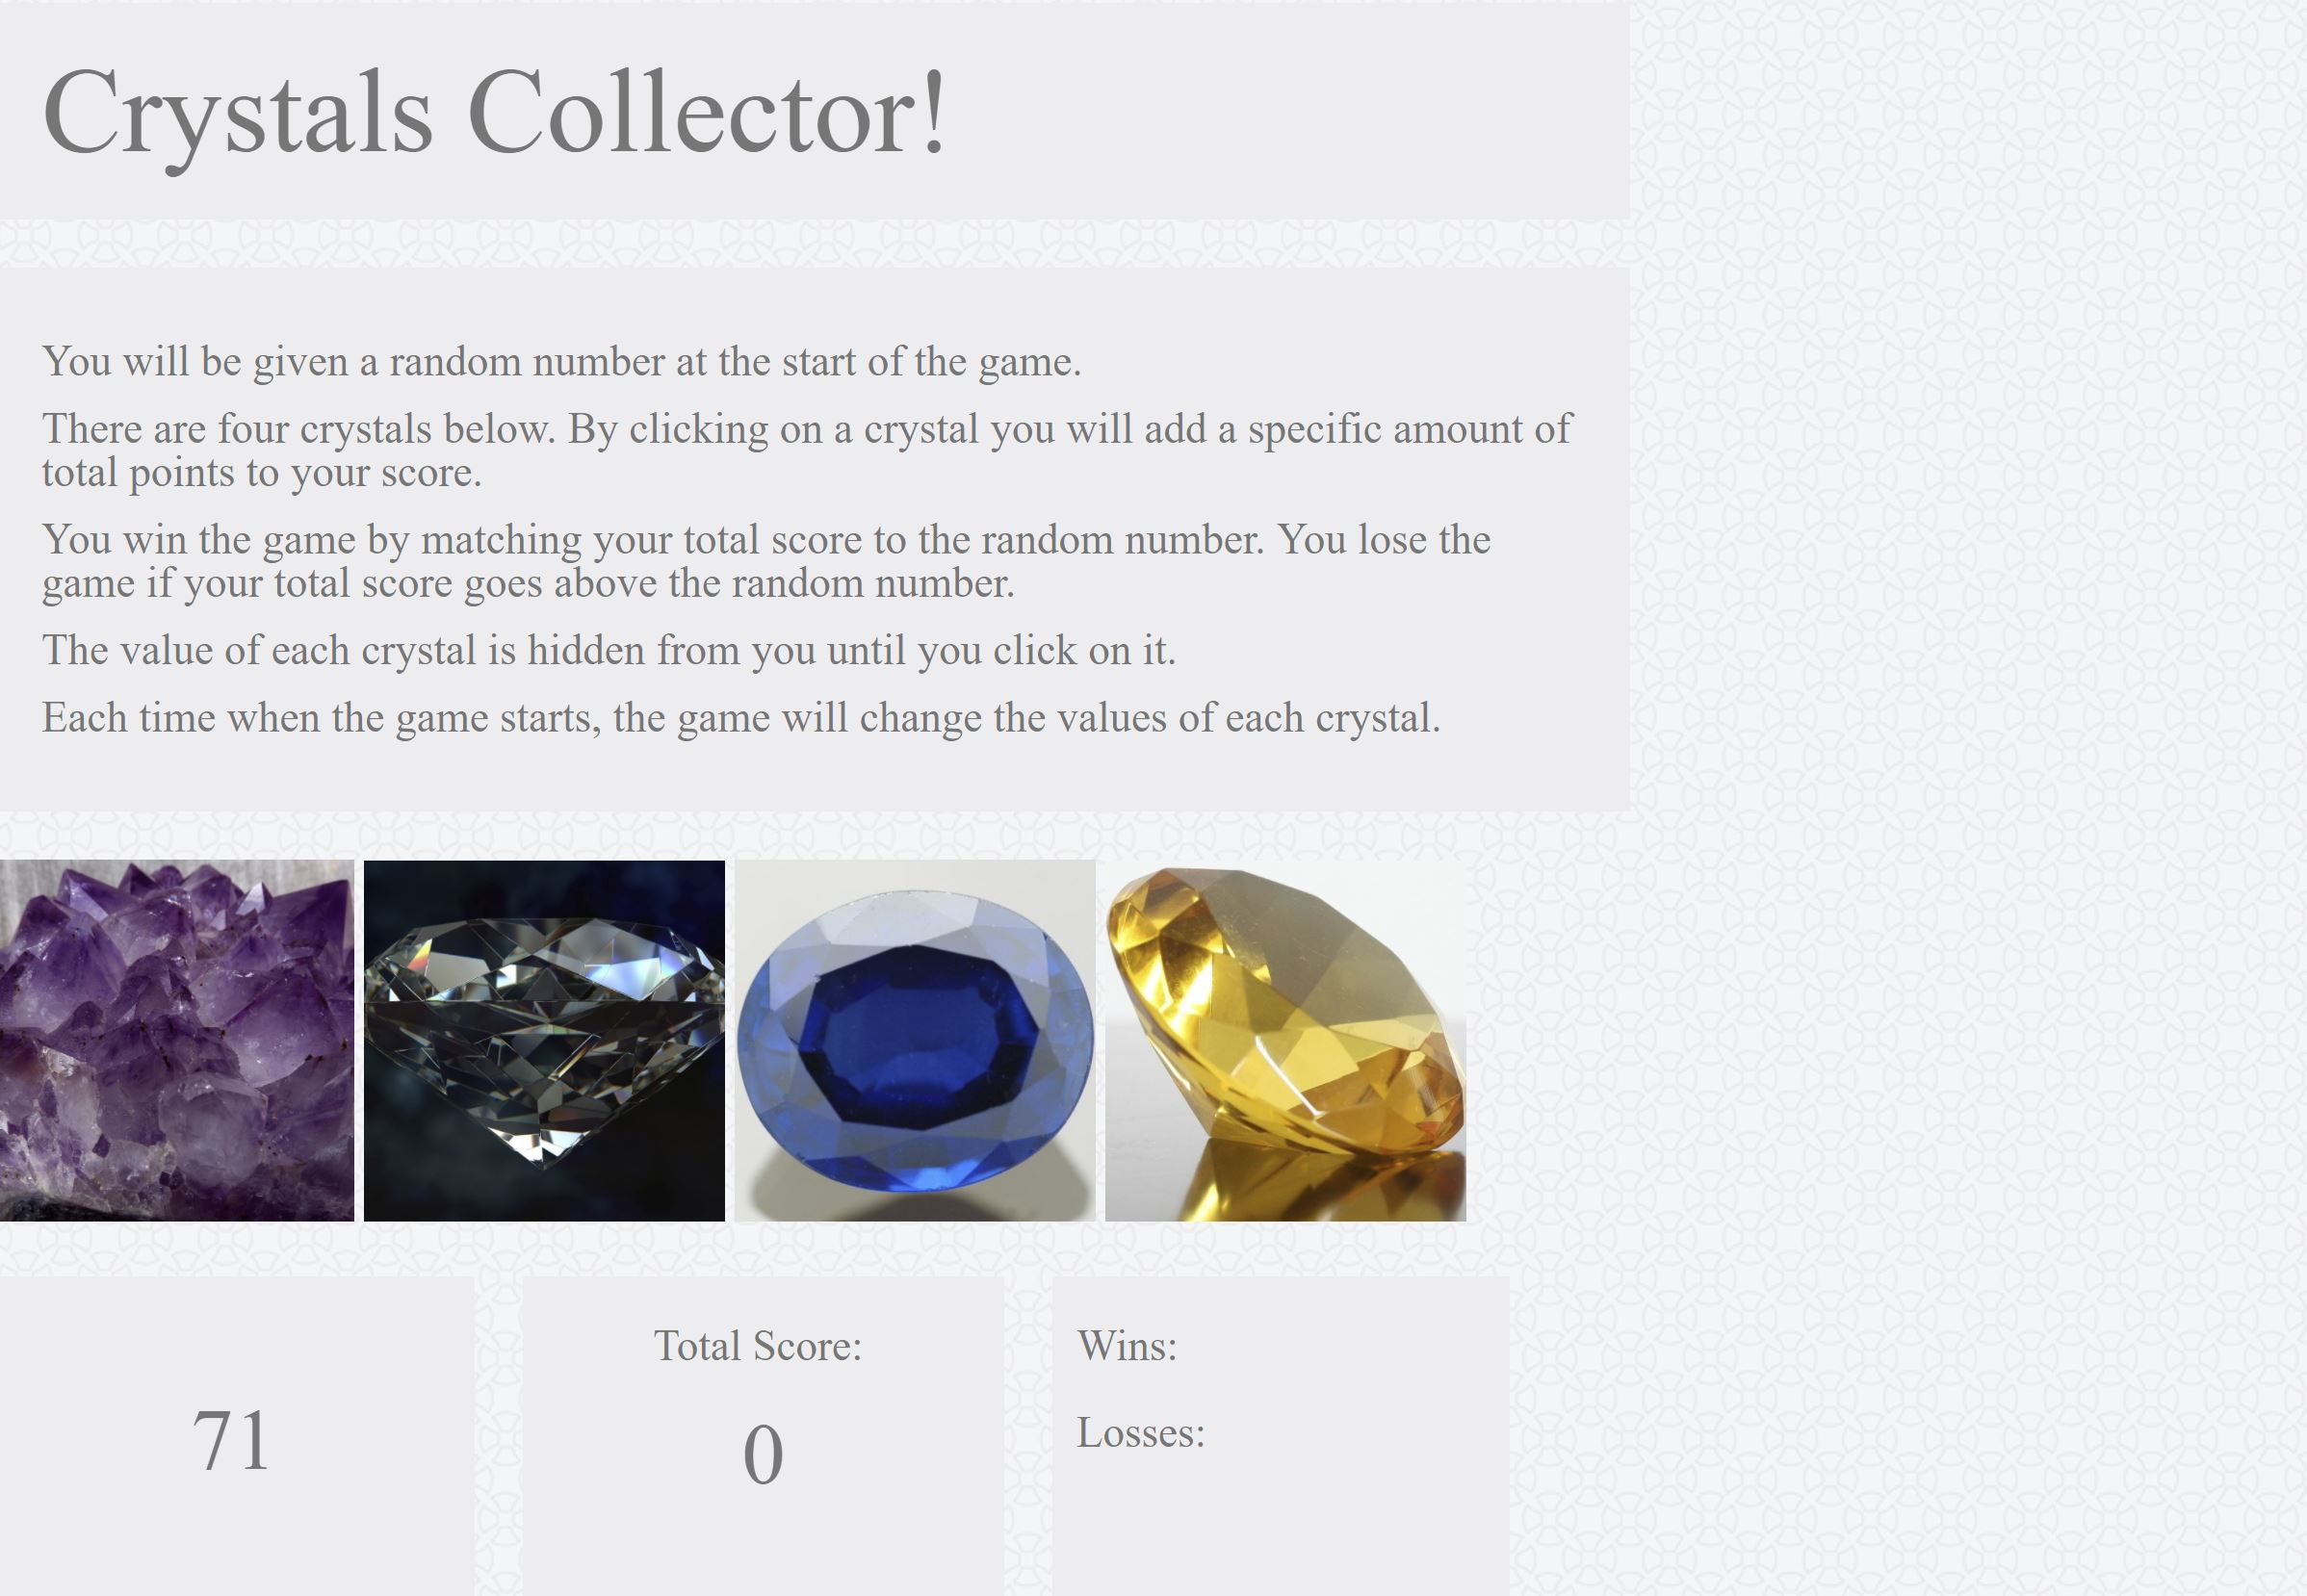 Crystals Collector!
You will be given a random number at the start of the game.
There are four crystals below. By clicking on a crystal you will add a specific amount of
total points to your score.
You win the game by matching your total score to the random number. You lose the
game if your total score goes above the random number.
The value of each crystal is hidden from you until you click on it.
Each time when the game starts, the game will change the values of each crystal.
71
Total Score:
0
Wins:
Losses: